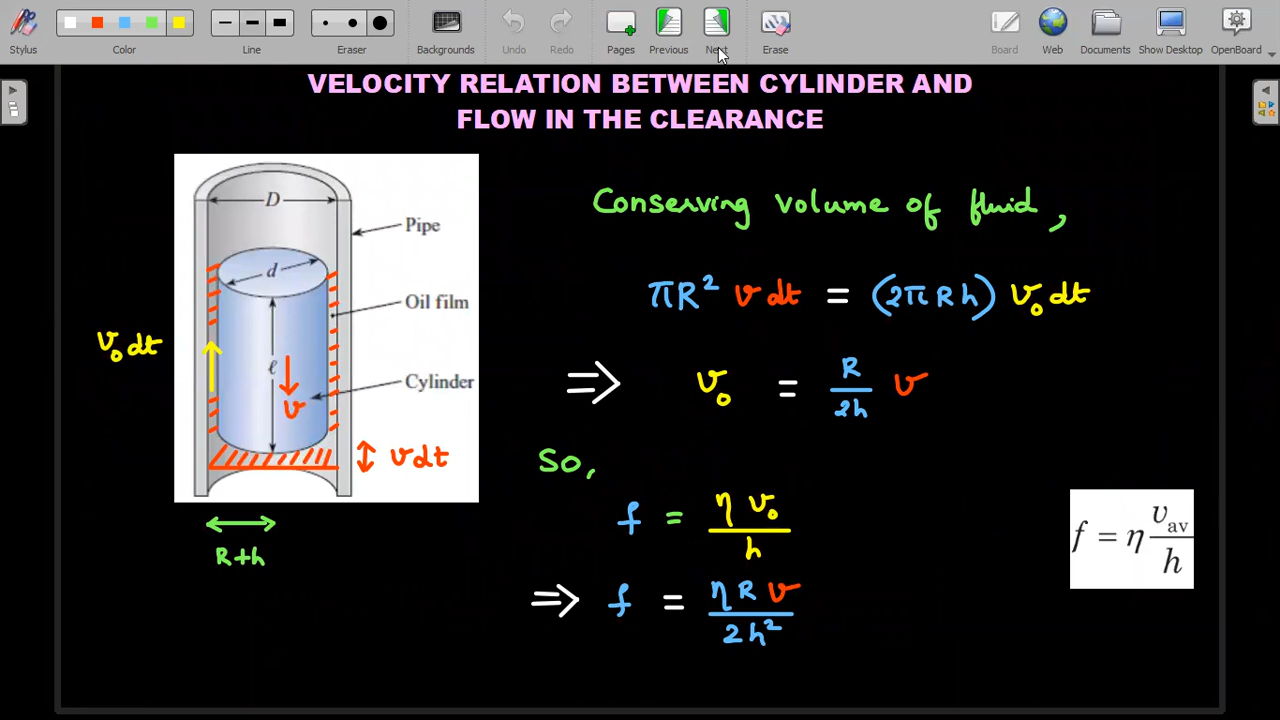 Stylus Color Line Eraser Backgrounds Undo Redo Pages Previous Next Erase Board Web Documents Show Desktop OpenBoard
VELOCITY RELATION BETWEEN CYLINDER AND
FLOW IN THE CLEARANCE
D
Pipe
d
Oil film
ℓ
Cylinder
v₀dt
v
vdt
R+h
Conserving volume of fluid,
πR² vdt = (2πRh) v₀dt
⇒ v₀ = R/2h v
So,
f = ηv₀/h
⇒ f = ηRv/2h²
f = η v_av/h